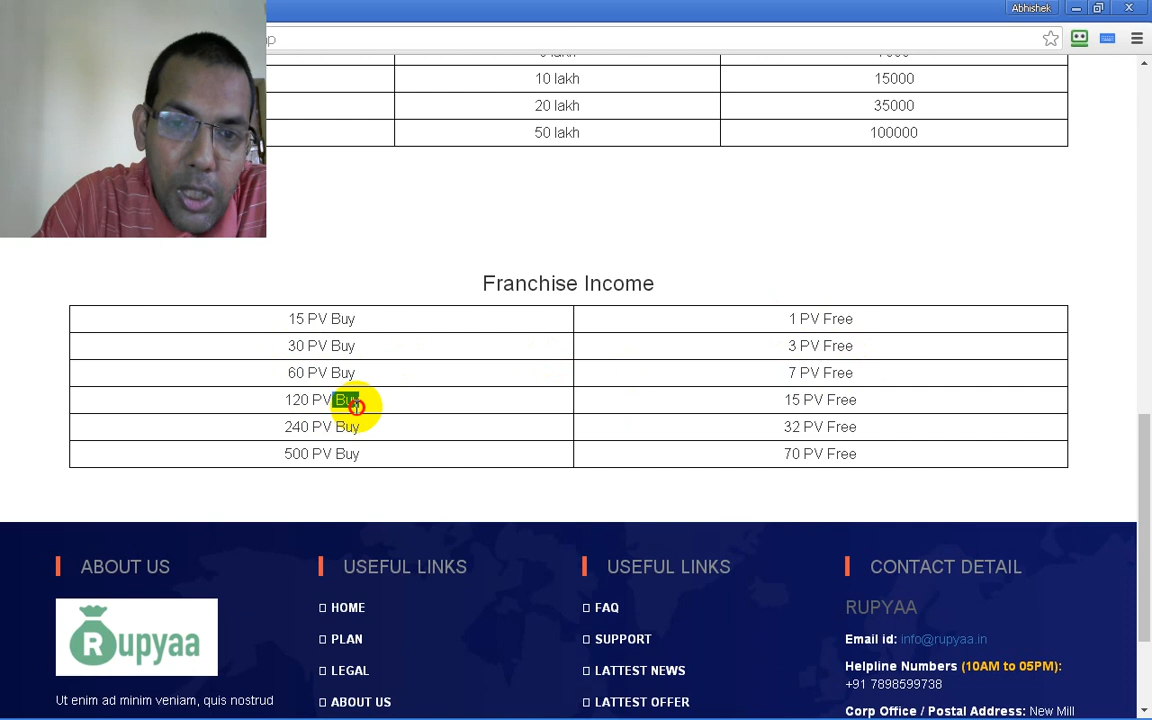 Abhishek
10 lakh 15000
20 lakh 35000
50 lakh 100000
Franchise Income
15 PV Buy 1 PV Free
30 PV Buy 3 PV Free
60 PV Buy 7 PV Free
120 PV Buy 15 PV Free
240 PV Buy 32 PV Free
500 PV Buy 70 PV Free
ABOUT US
Rupyaa
Ut enim ad minim veniam, quis nostrud
USEFUL LINKS
HOME
PLAN
LEGAL
ABOUT US
USEFUL LINKS
FAQ
SUPPORT
LATTEST NEWS
LATTEST OFFER
CONTACT DETAIL
RUPYAA
Email id: info@rupyaa.in
Helpline Numbers (10AM to 05PM):
+91 7898599738
Corp Office / Postal Address: New Mill